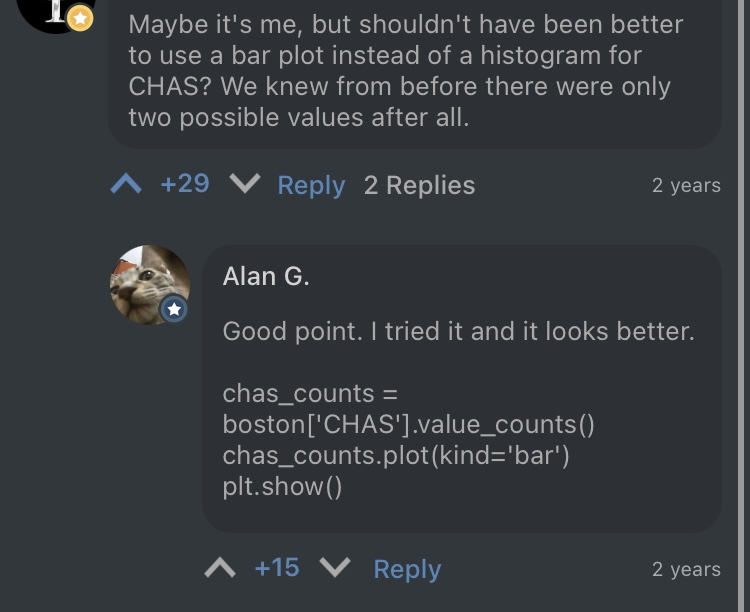 Maybe it's me, but shouldn't have been better
to use a bar plot instead of a histogram for
CHAS? We knew from before there were only
two possible values after all.
+29 Reply 2 Replies 2 years
Alan G.
Good point. I tried it and it looks better.
chas_counts =
boston['CHAS'].value_counts()
chas_counts.plot(kind='bar')
plt.show()
+15 Reply 2 years